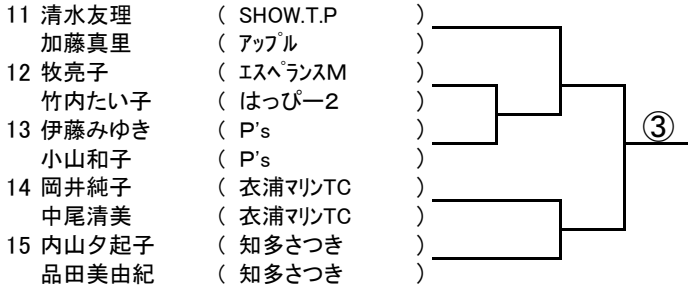 11 清水友理 ( SHOW.T.P )
加藤真里 ( アップル )
12 牧亮子 ( エスペランスM )
竹内たい子 ( はっぴー2 )
13 伊藤みゆき ( P's )
小山和子 ( P's )
③
14 岡井純子 ( 衣浦マリンTC )
中尾清美 ( 衣浦マリンTC )
15 内山夕起子 ( 知多さつき )
品田美由紀 ( 知多さつき )